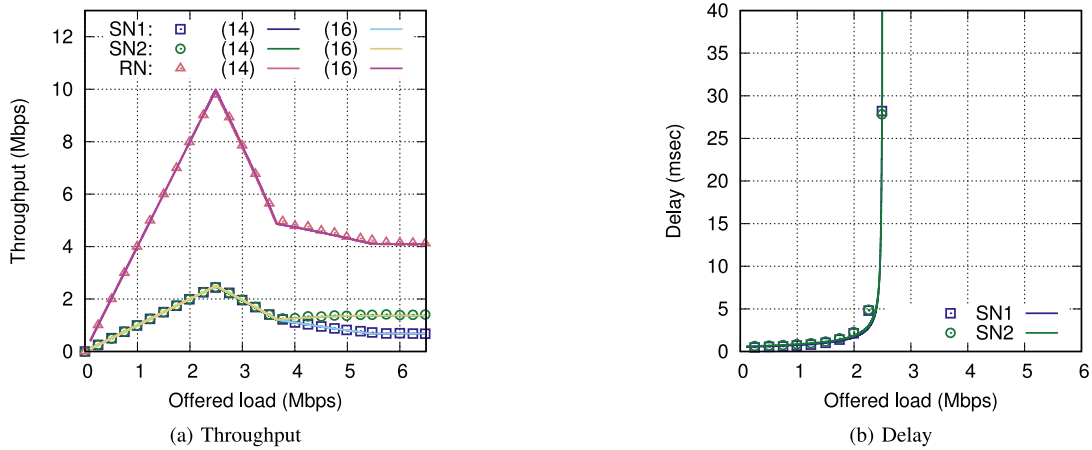 SN1: (14) (16)
SN2: (14) (16)
RN: (14) (16)
Throughput (Mbps)
12
10
8
6
4
2
0
0 1 2 3 4 5 6
Offered load (Mbps)
(a) Throughput
Delay (msec)
40
35
30
25
20
15
10
5
0
SN1
SN2
0 1 2 3 4 5 6
Offered load (Mbps)
(b) Delay